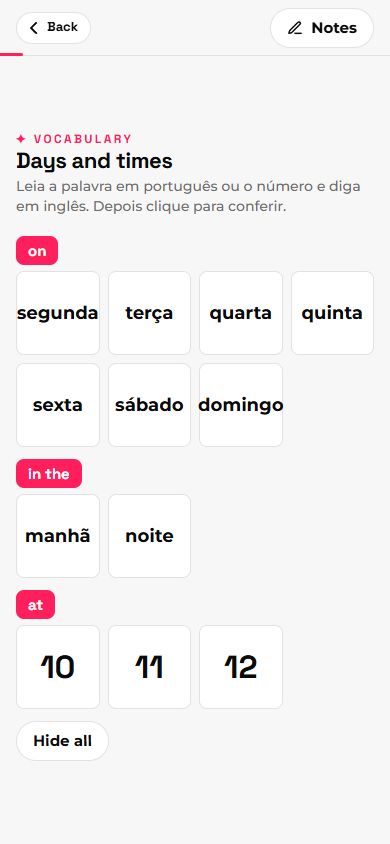 Back
Notes
✦ VOCABULARY
Days and times
Leia a palavra em português ou o número e diga
em inglês. Depois clique para conferir.
on
segunda terça quarta quinta
sexta sábado domingo
in the
manhã noite
at
10 11 12
Hide all